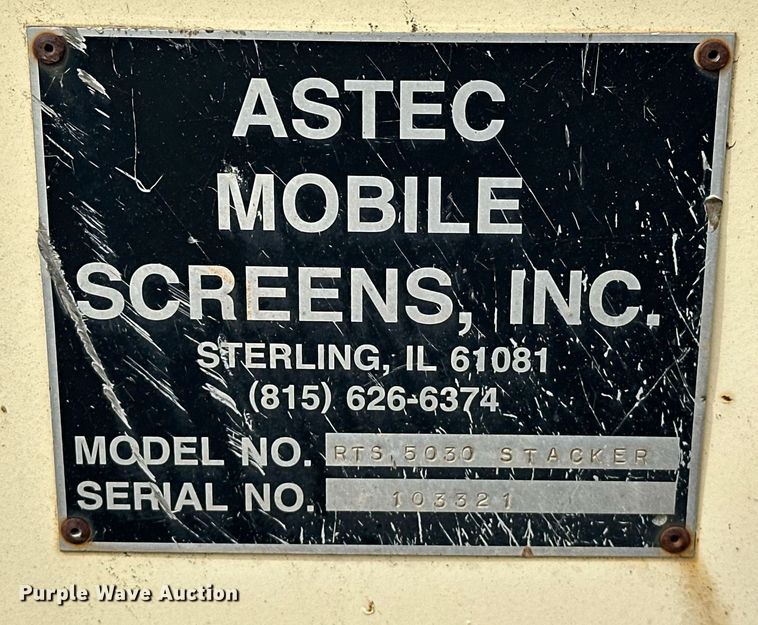 ASTEC
MOBILE
SCREENS, INC.
STERLING, IL 61081
(815) 626-6374
MODEL NO. RTS 5030 STACKER
SERIAL NO. 103321
Purple Wave Auction